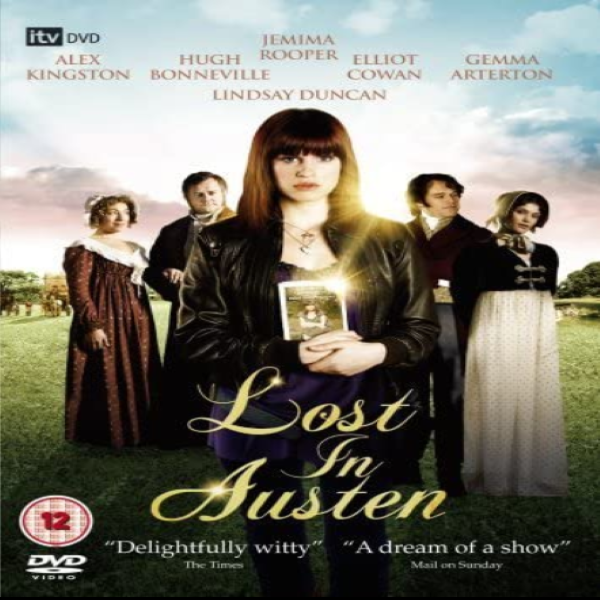 itv DVD
JEMIMA
ROOPER
ALEX
KINGSTON
HUGH
BONNEVILLE
ELLIOT
COWAN
GEMMA
ARTERTON
LINDSAY DUNCAN
Lost
In
Austen
12
DVD
VIDEO
“Delightfully witty”
The Times
“A dream of a show”
Mail on Sunday